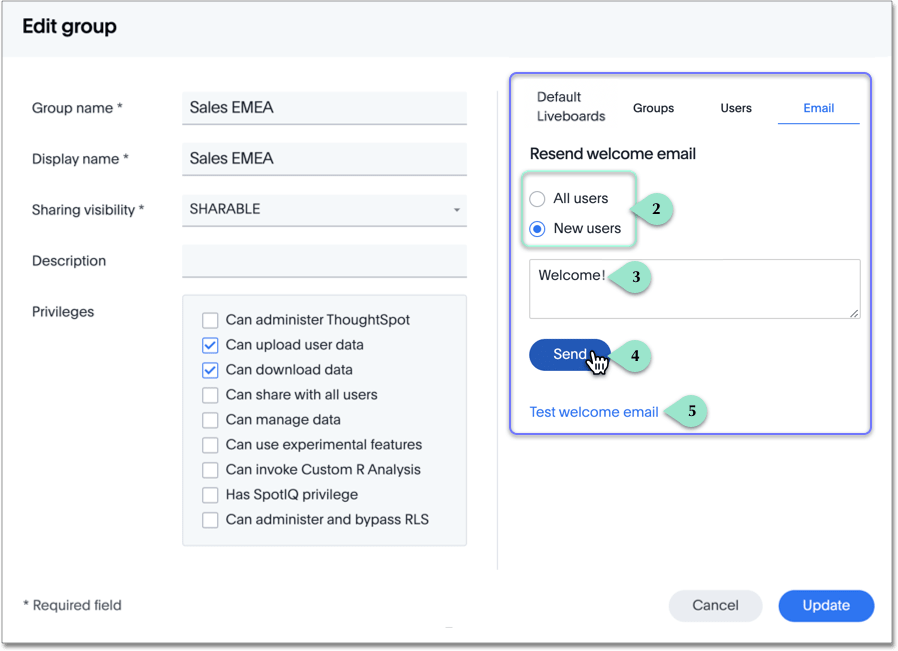 Edit group
Group name *
Sales EMEA
Display name *
Sales EMEA
Sharing visibility *
SHARABLE
Description
Privileges
Can administer ThoughtSpot
Can upload user data
Can download data
Can share with all users
Can manage data
Can use experimental features
Can invoke Custom R Analysis
Has SpotIQ privilege
Can administer and bypass RLS
Default
Liveboards
Groups
Users
Email
Resend welcome email
All users
New users
2
Welcome!
3
Send
4
Test welcome email
5
* Required field
Cancel
Update